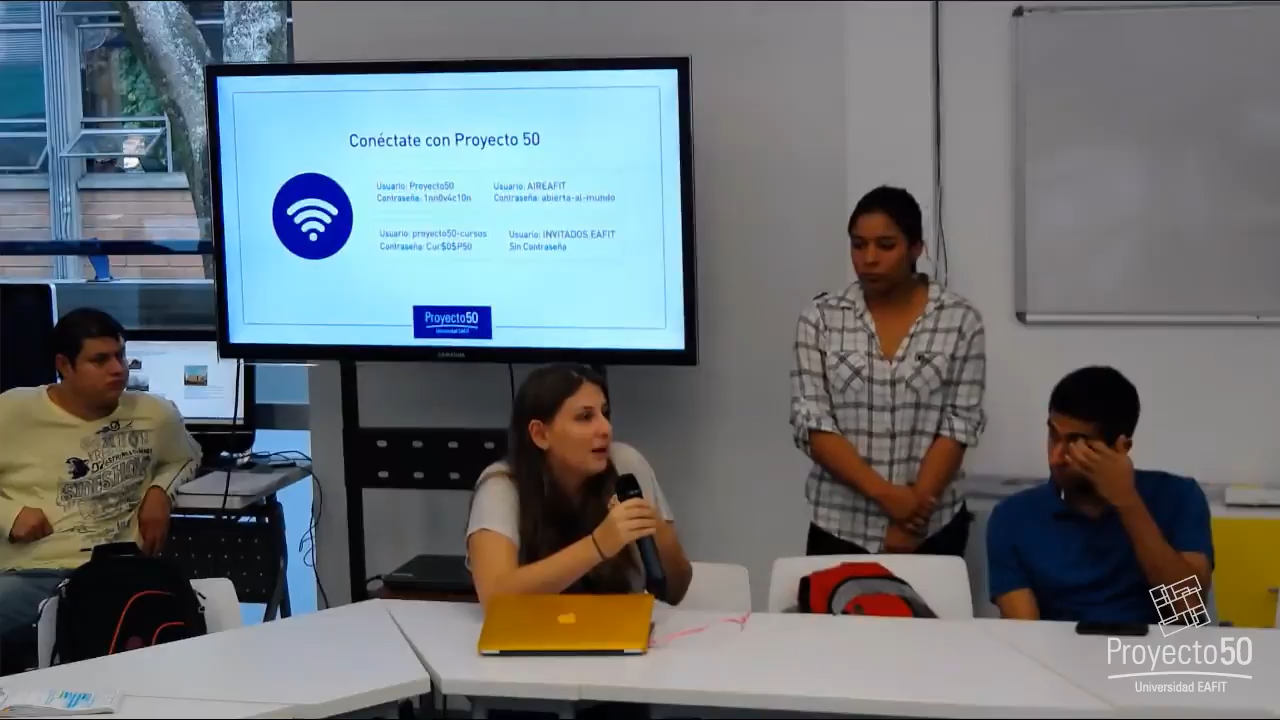 Conéctate con Proyecto 50
Usuario: Proyecto50
Contraseña: 1nn0v4c10n
Usuario: AIREAFIT
Contraseña: abierta-al-mundo
Usuario: proyecto50-cursos
Contraseña: Cur$0$P50
Usuario: INVITADOS EAFIT
Sin Contraseña
Proyecto50
Universidad EAFIT
SAMSUNG
Proyecto50
Universidad EAFIT